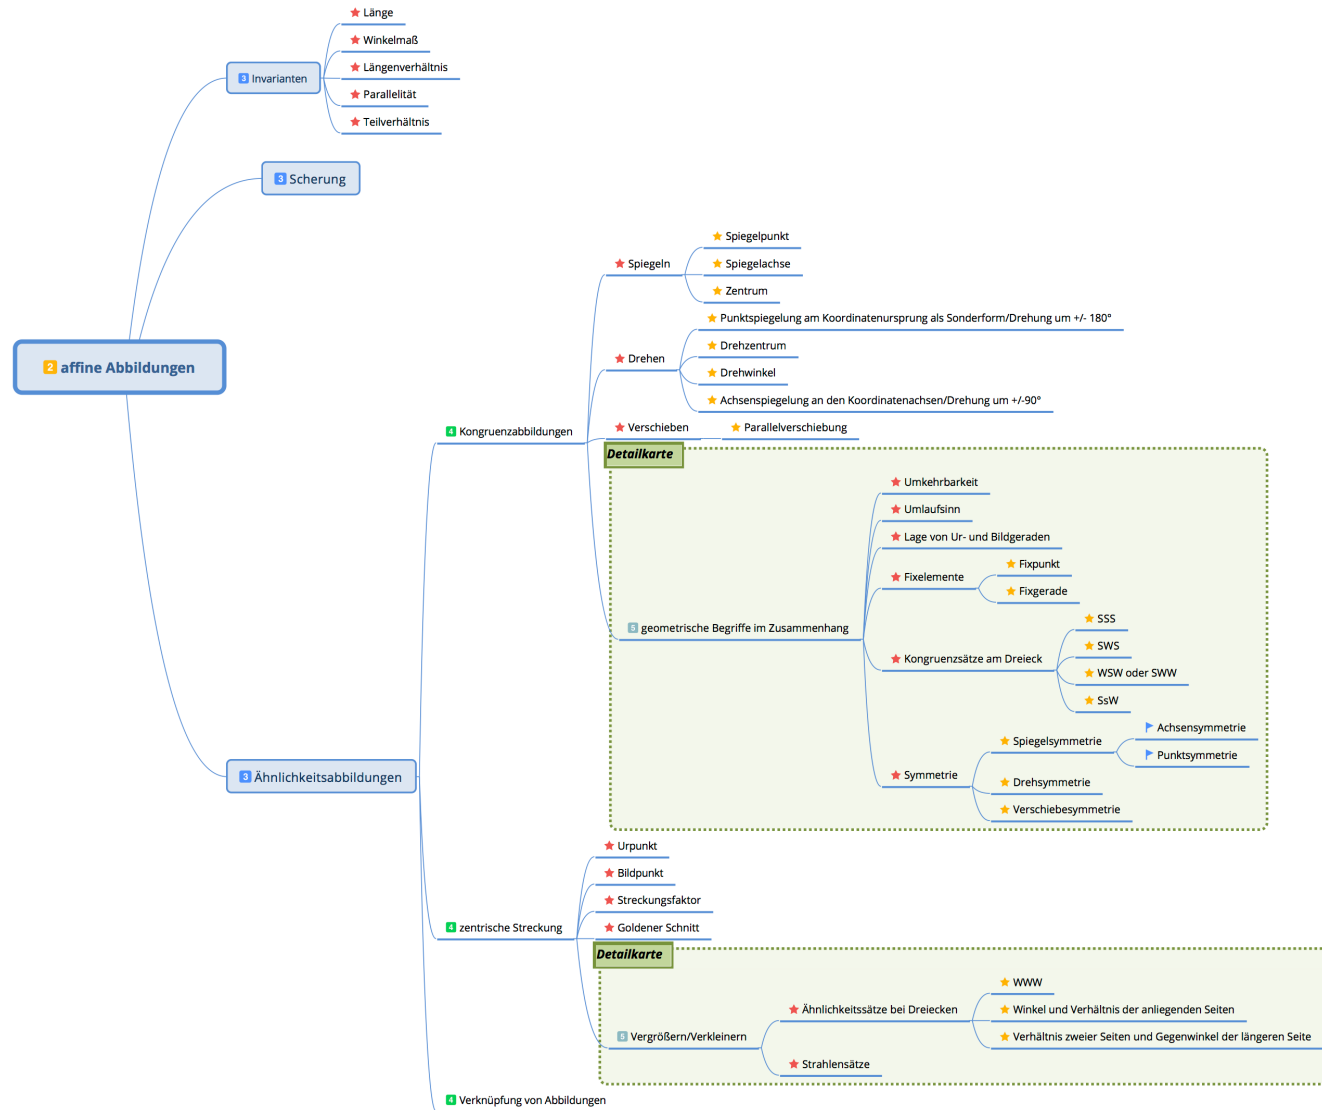 Länge
Winkelmaß
Längenverhältnis
Parallelität
Teilverhältnis
3 Invarianten
3 Scherung
2 affine Abbildungen
Spiegelpunkt
Spiegelachse
Zentrum
Spiegeln
Punktspiegelung am Koordinatenursprung als Sonderform/Drehung um +/- 180°
Drehzentrum
Drehwinkel
Achsenspiegelung an den Koordinatenachsen/Drehung um +/-90°
Drehen
Verschieben
Parallelverschiebung
4 Kongruenzabbildungen
Detailkarte
Umkehrbarkeit
Umlaufsinn
Lage von Ur- und Bildgeraden
Fixelemente
Fixpunkt
Fixgerade
5 geometrische Begriffe im Zusammenhang
Kongruenzsätze am Dreieck
SSS
SWS
WSW oder SWW
SsW
Symmetrie
Spiegelsymmetrie
Achsensymmetrie
Punktsymmetrie
Drehsymmetrie
Verschiebesymmetrie
3 Ähnlichkeitsabbildungen
Urpunkt
Bildpunkt
Streckungsfaktor
Goldener Schnitt
4 zentrische Streckung
Detailkarte
5 Vergrößern/Verkleinern
Ähnlichkeitssätze bei Dreiecken
WWW
Winkel und Verhältnis der anliegenden Seiten
Verhältnis zweier Seiten und Gegenwinkel der längeren Seite
Strahlensätze
4 Verknüpfung von Abbildungen